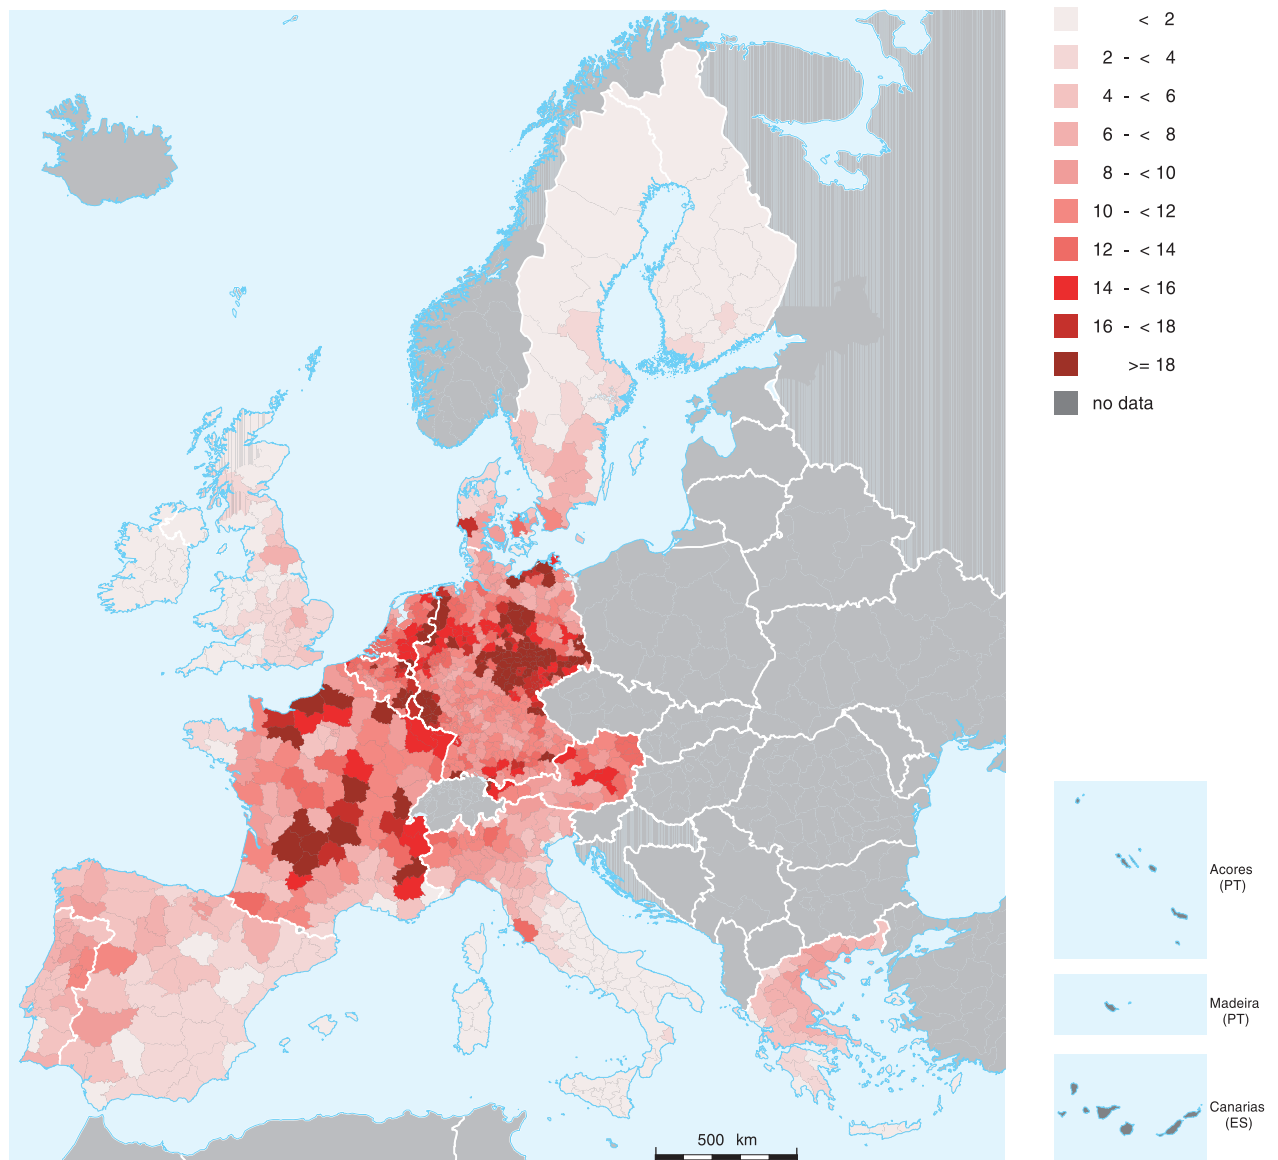 < 2
2 - < 4
4 - < 6
6 - < 8
8 - < 10
10 - < 12
12 - < 14
14 - < 16
16 - < 18
>= 18
no data
Acores
(PT)
Madeira
(PT)
Canarias
(ES)
500 km